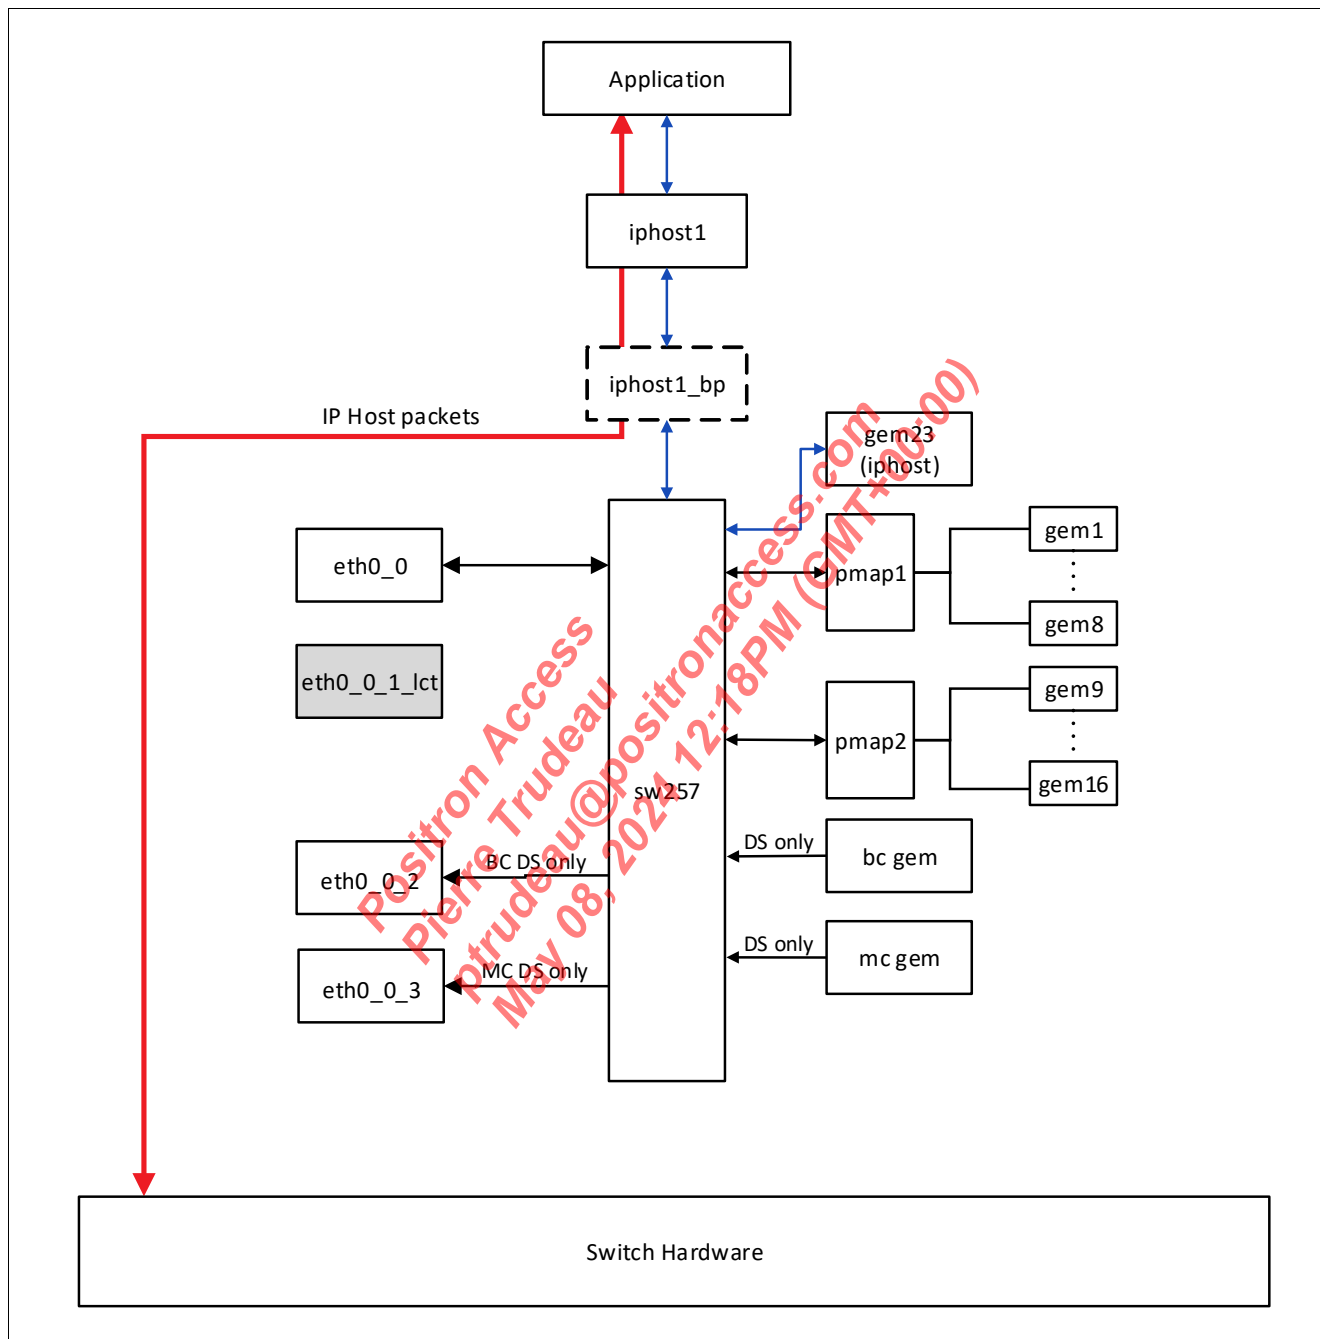 Application
iphost1
iphost1_bp
IP Host packets
gem23
(iphost)
eth0_0
pmap1
gem1
gem8
eth0_0_1_lct
gem9
pmap2
gem16
sw257
DS only
bc gem
BC DS only
eth0_0_2
DS only
mc gem
MC DS only
eth0_0_3
Switch Hardware
Positron Access
Pierre Trudeau
ptrudeau@positronaccess.com
May 08, 2024 12:18PM (GMT+00:00)